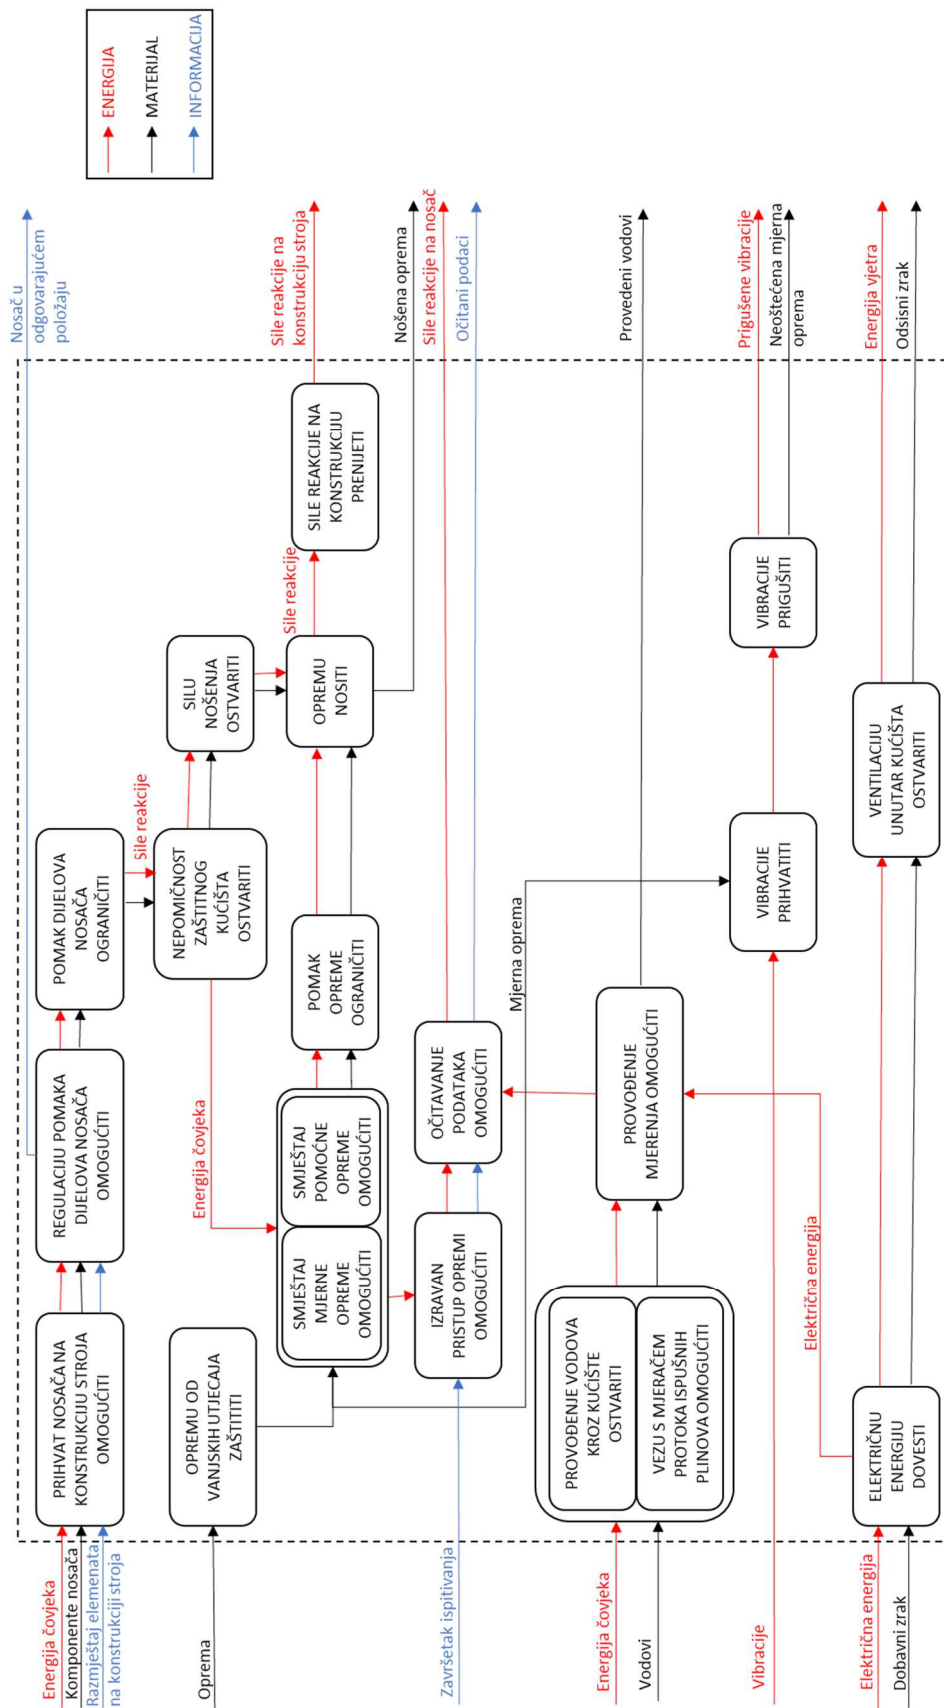 ENERGIJA
MATERIJAL
INFORMACIJA
Energija čovjeka
Komponente nosača
Razmještaj elemenata
na konstrukciji stroja
PRIHVAT NOSAČA NA
KONSTRUKCIJU STROJA
OMOGUĆITI
REGULACIJU POMAKA
DIJELOVA NOSAČA
OMOGUĆITI
POMAK DIJELOVA
NOSAČA
OGRANIČITI
Nosač u
odgovarajućem
položaju
Sile reakcije
Oprema
OPREMU OD
VANJSKIH UTJECAJA
ZAŠTITITI
NEPOMIČNOST
ZAŠTITNOG
KUĆIŠTA
OSTVARITI
SILU
NOŠENJA
OSTVARITI
Energija čovjeka
SMJEŠTAJ
MJERNE
OPREME
OMOGUĆITI
SMJEŠTAJ
POMOĆNE
OPREME
OMOGUĆITI
POMAK
OPREME
OGRANIČITI
OPREMU
NOSITI
Sile reakcije
SILE REAKCIJE NA
KONSTRUKCIJU
PRENIJETI
Sile reakcije na
konstrukciju stroja
Nošena oprema
Završetak ispitivanja
IZRAVAN
PRISTUP OPREMI
OMOGUĆITI
OČITAVANJE
PODATAKA
OMOGUĆITI
Sile reakcije na nosač
Očitani podaci
Mjerna oprema
Energija čovjeka
Vodovi
PROVOĐENJE VODOVA
KROZ KUĆIŠTE
OSTVARITI
VEZU S MJERAČEM
PROTOKA ISPUŠNIH
PLINOVA OMOGUĆITI
PROVOĐENJE
MJERENJA OMOGUĆITI
Provedeni vodovi
Vibracije
VIBRACIJE
PRIHVATITI
VIBRACIJE
PRIGUŠITI
Prigušene vibracije
Neoštećena mjerna
oprema
Električna energija
Električna energija
Dobavni zrak
ELEKTRIČNU
ENERGIJU
DOVESTI
VENTILACIJU
UNUTAR KUĆIŠTA
OSTVARITI
Energija vjetra
Odsisni zrak